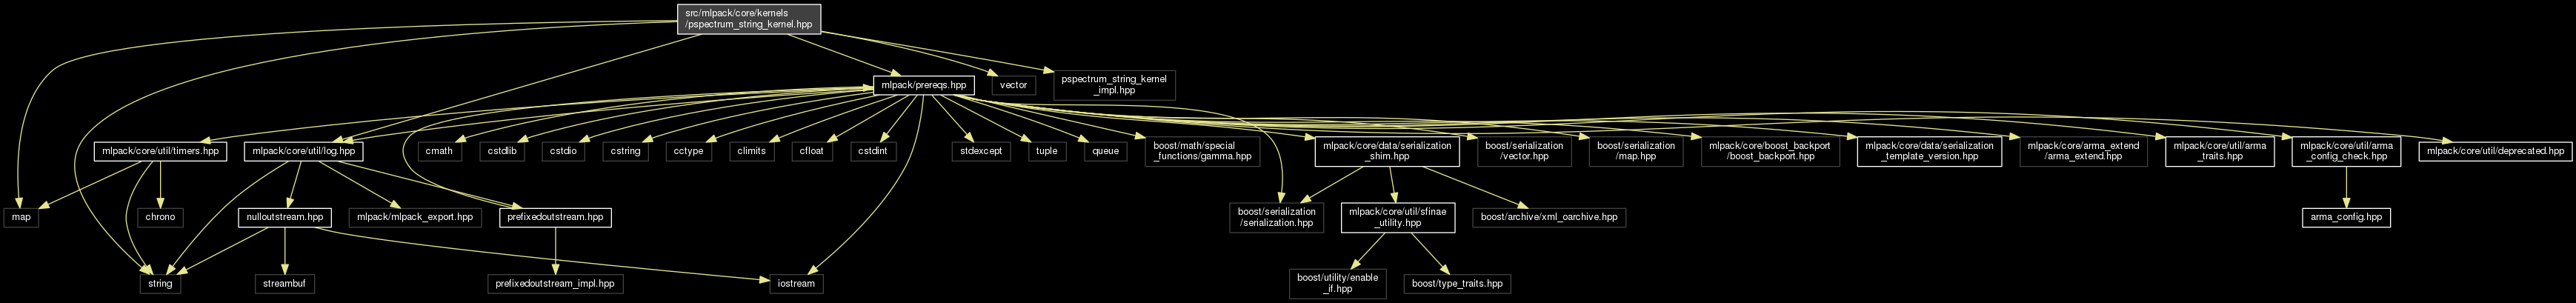 src/mlpack/core/kernels
/pspectrum_string_kernel.hpp
mlpack/prereqs.hpp
vector
pspectrum_string_kernel
_impl.hpp
mlpack/core/util/timers.hpp
mlpack/core/util/log.hpp
cmath
cstdlib
cstdio
cstring
cctype
climits
cfloat
cstdint
stdexcept
tuple
queue
boost/math/special
_functions/gamma.hpp
mlpack/core/data/serialization
_shim.hpp
boost/serialization
/vector.hpp
boost/serialization
/map.hpp
mlpack/core/boost_backport
/boost_backport.hpp
mlpack/core/data/serialization
_template_version.hpp
mlpack/core/arma_extend
/arma_extend.hpp
mlpack/core/util/arma
_traits.hpp
mlpack/core/util/arma
_config_check.hpp
mlpack/core/util/deprecated.hpp
map
chrono
nulloutstream.hpp
mlpack/mlpack_export.hpp
prefixedoutstream.hpp
boost/serialization
/serialization.hpp
mlpack/core/util/sfinae
_utility.hpp
boost/archive/xml_oarchive.hpp
arma_config.hpp
string
streambuf
prefixedoutstream_impl.hpp
iostream
boost/utility/enable
_if.hpp
boost/type_traits.hpp